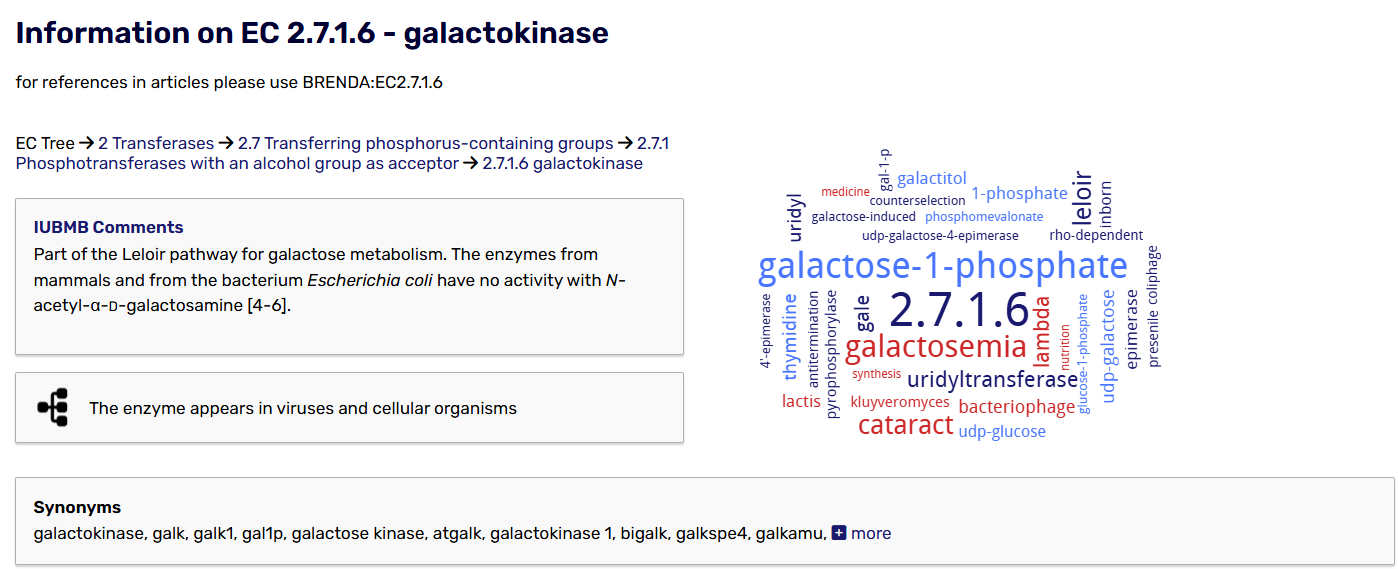 Information on EC 2.7.1.6 - galactokinase
for references in articles please use BRENDA:EC2.7.1.6
EC Tree → 2 Transferases → 2.7 Transferring phosphorus-containing groups → 2.7.1
Phosphotransferases with an alcohol group as acceptor → 2.7.1.6 galactokinase
IUBMB Comments
Part of the Leloir pathway for galactose metabolism. The enzymes from
mammals and from the bacterium Escherichia coli have no activity with N-
acetyl-α-D-galactosamine [4-6].
The enzyme appears in viruses and cellular organisms
gal-1-p
galactitol
medicine
1-phosphate
leloir
inborn
uridyl
counterselection
galactose-induced
phosphomevalonate
udp-galactose-4-epimerase
rho-dependent
galactose-1-phosphate
coliphage
4'-epimerase
thymidine
antitermination
pyrophosphorylase
gale
2.7.1.6
lambda
nutrition
glucose-1-phosphate
udp-galactose
epimerase
presenile
galactosemia
synthesis
uridyltransferase
lactis
kluyveromyces
bacteriophage
cataract
udp-glucose
Synonyms
galactokinase, galk, galk1, gal1p, galactose kinase, atgalk, galactokinase 1, bigalk, galkspe4, galkamu, + more